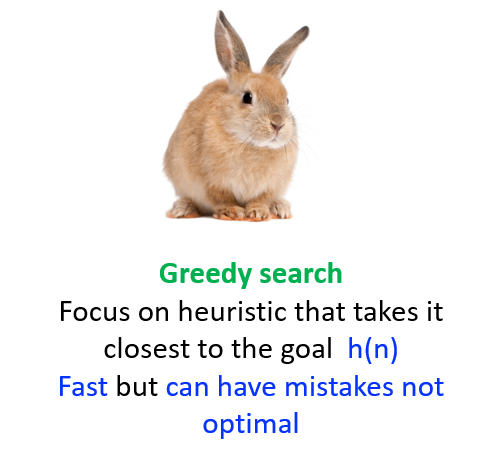 Greedy search
Focus on heuristic that takes it
closest to the goal h(n)
Fast but can have mistakes not
optimal